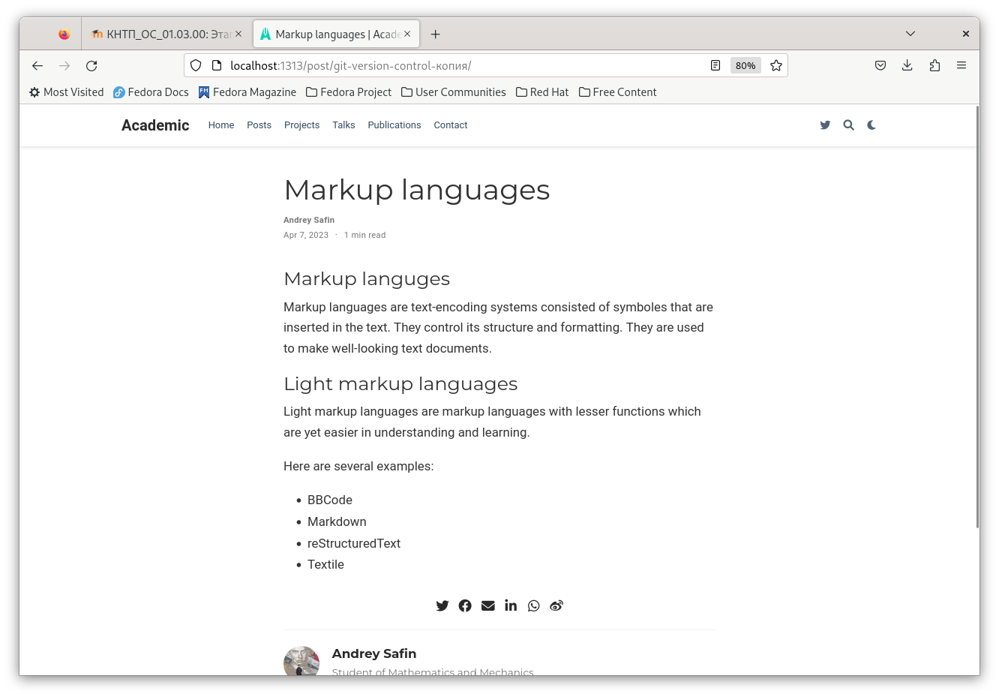 КНТП_ОС_01.03.00: Эта
Markup languages | Acade
localhost:1313/post/git-version-control-копия/
80%
Most Visited
Fedora Docs
Fedora Magazine
Fedora Project
User Communities
Red Hat
Free Content
Academic
Home
Posts
Projects
Talks
Publications
Contact
Markup languages
Andrey Safin
Apr 7, 2023 · 1 min read
Markup languges
Markup languages are text-encoding systems consisted of symboles that are
inserted in the text. They control its structure and formatting. They are used
to make well-looking text documents.
Light markup languages
Light markup languages are markup languages with lesser functions which
are yet easier in understanding and learning.
Here are several examples:
• BBCode
• Markdown
• reStructuredText
• Textile
Andrey Safin
Student of Mathematics and Mechanics